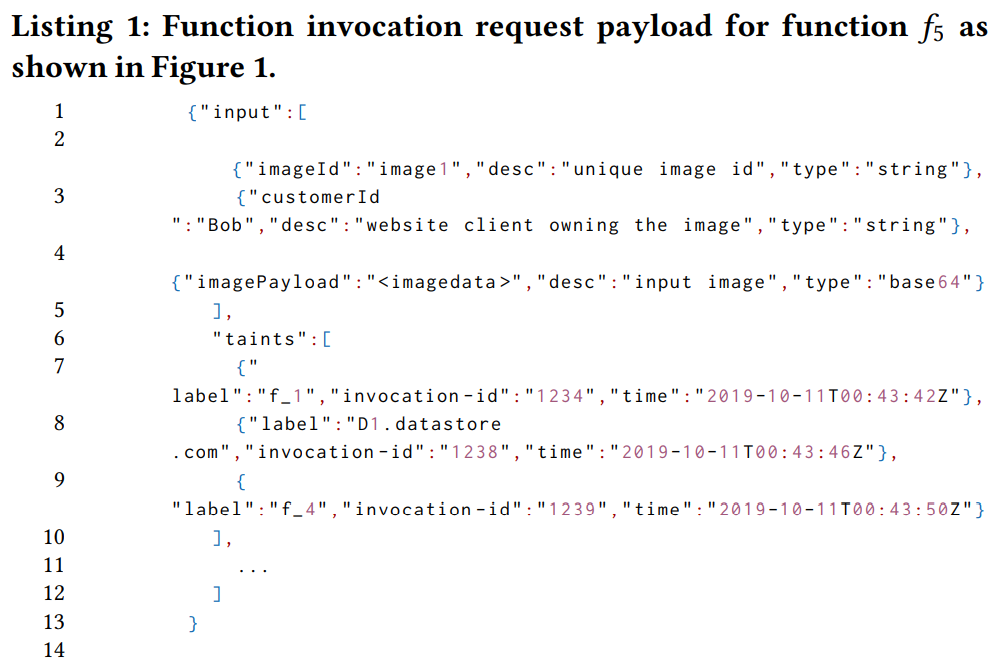 Listing 1: Function invocation request payload for function f5 as
shown in Figure 1.
1 {"input":[
2
{"imageId":"image1","desc":"unique image id","type":"string"},
3 {"customerId
":"Bob","desc":"website client owning the image","type":"string"},
4
{"imagePayload":"<imagedata>","desc":"input image","type":"base64"}
5 ],
6 "taints":[
7 {"
label":"f_1","invocation-id":"1234","time":"2019-10-11T00:43:42Z"},
8 {"label":"D1.datastore
.com","invocation-id":"1238","time":"2019-10-11T00:43:46Z"},
9 {
"label":"f_4","invocation-id":"1239","time":"2019-10-11T00:43:50Z"}
10 ],
11 ...
12 ]
13 }
14